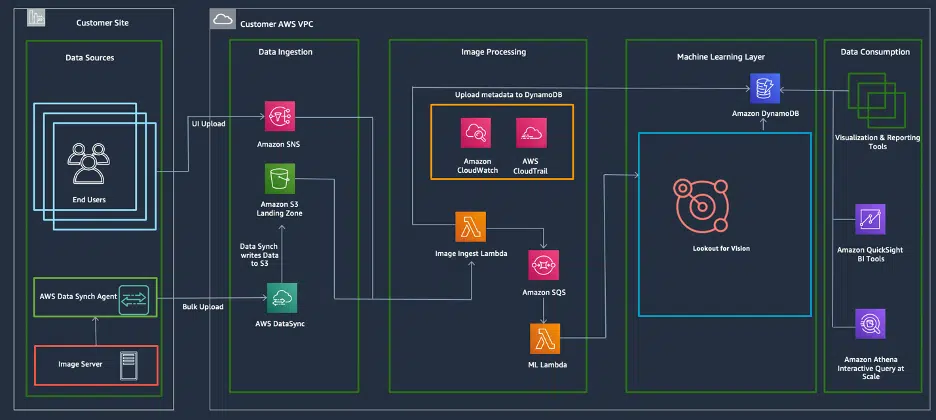 Customer Site
Customer AWS VPC
Data Sources
Data Ingestion
Image Processing
Machine Learning Layer
Data Consumption
End Users
UI Upload
Amazon SNS
Amazon S3
Landing Zone
Data Synch
writes Data
to S3
AWS Data Synch Agent
Bulk Upload
AWS DataSync
Image Server
Upload metadata to DynamoDB
Amazon
CloudWatch
AWS
CloudTrail
Image Ingest Lambda
Amazon SQS
ML Lambda
Amazon DynamoDB
Lookout for Vision
Visualization & Reporting
Tools
Amazon QuickSight
BI Tools
Amazon Athena
Interactive Query at
Scale